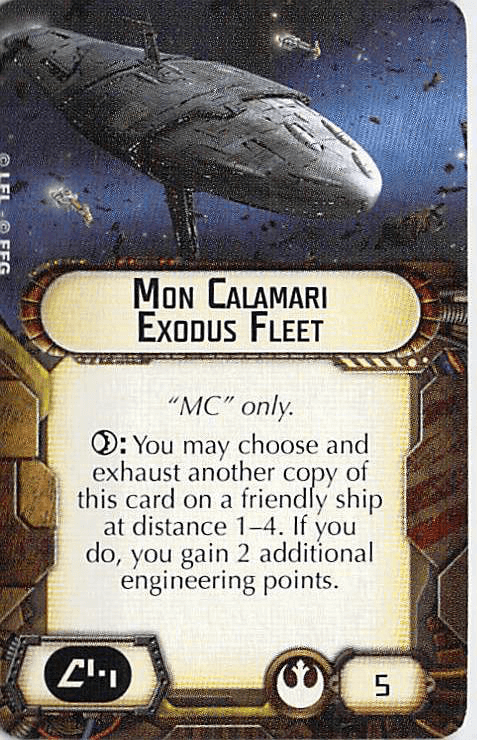 © LFL - © FFG
Mon Calamari
Exodus Fleet
“MC” only.
: You may choose and
exhaust another copy of
this card on a friendly ship
at distance 1–4. If you
do, you gain 2 additional
engineering points.
5